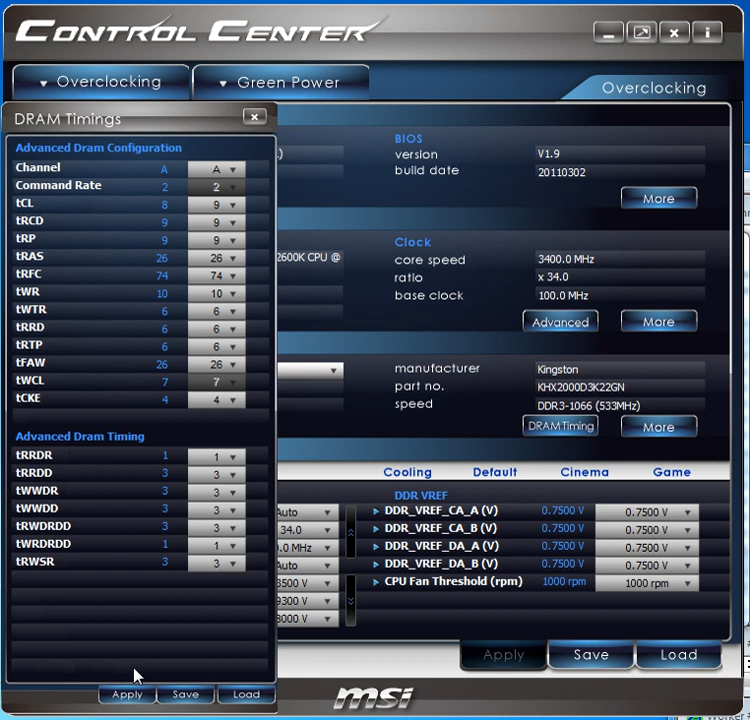 CONTROL CENTER
Overclocking
Green Power
Overclocking
DRAM Timings
Advanced Dram Configuration
Channel A A
Command Rate 2 2
tCL 8 9
tRCD 9 9
tRP 9 9
tRAS 26 26
tRFC 74 74
tWR 10 10
tWTR 6 6
tRRD 6 6
tRTP 6 6
tFAW 26 26
tWCL 7 7
tCKE 4 4
Advanced Dram Timing
tRRDR 1 1
tRRDD 3 3
tWWDR 3 3
tWWDD 3 3
tRWDRDD 3 3
tWRDRDD 1 1
tRWSR 3 3
Apply Save Load
BIOS
version V1.9
build date 20110302
More
Clock
2600K CPU @
core speed 3400.0 MHz
ratio x 34.0
base clock 100.0 MHz
Advanced More
manufacturer Kingston
part no. KHX2000D3K22GN
speed DDR3-1066 (533MHz)
DRAM Timing More
Cooling Default Cinema Game
DDR VREF
Auto DDR_VREF_CA_A (V) 0.7500 V 0.7500 V
34.0 DDR_VREF_CA_B (V) 0.7500 V 0.7500 V
.0 MHz DDR_VREF_DA_A (V) 0.7500 V 0.7500 V
Auto DDR_VREF_DA_B (V) 0.7500 V 0.7500 V
8500 V CPU Fan Threshold (rpm) 1000 rpm 1000 rpm
9300 V
8000 V
Apply Save Load
msi